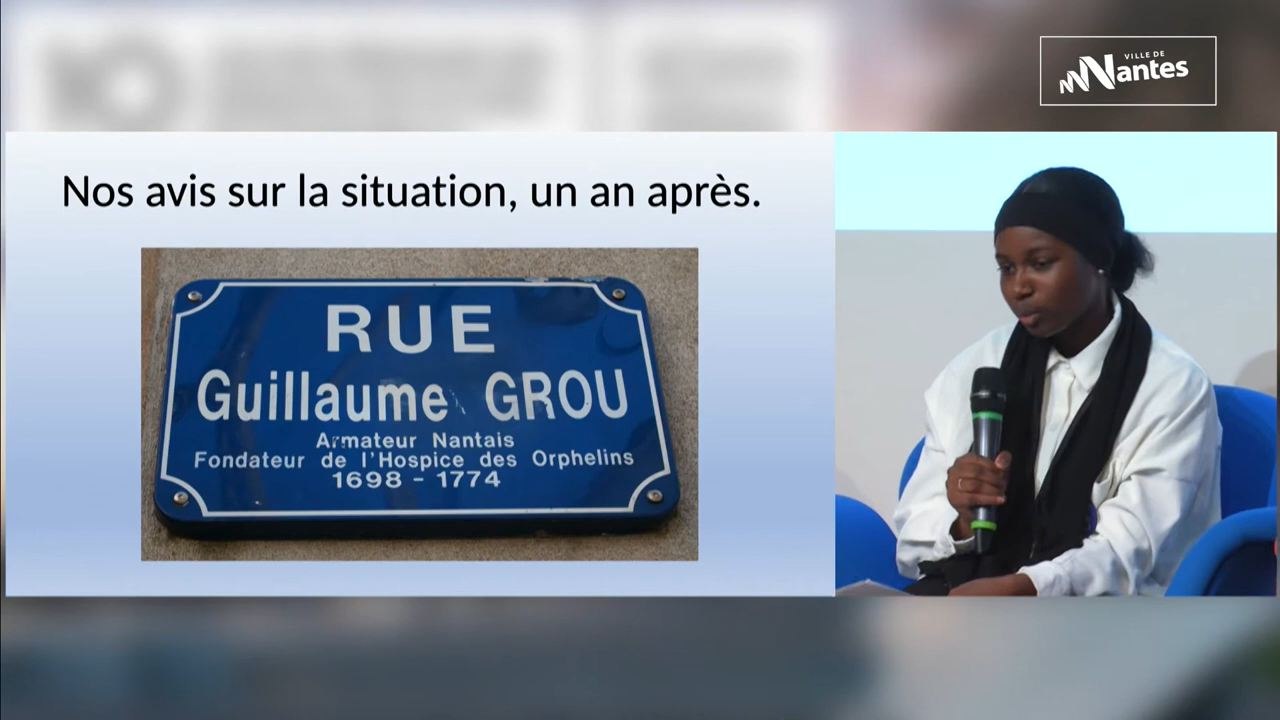 VILLE DE
Nantes
Nos avis sur la situation, un an après.
RUE
Guillaume GROU
Armateur Nantais
Fondateur de l'Hospice des Orphelins
1698 - 1774